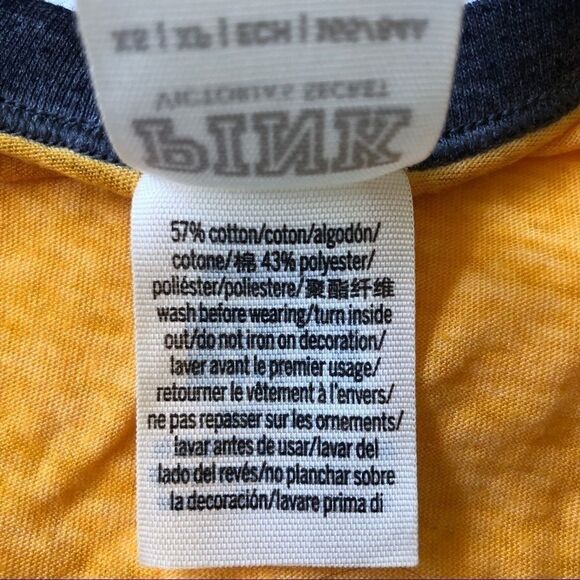 XS | XP | ECH |
VICTORIA'S SECRET
PINK
57% cotton/coton/algodón/
cotone/棉 43% polyester/
poliéster/poliestere/聚酯纤维
wash before wearing/turn inside
out/do not iron on decoration/
laver avant le premier usage/
retourner le vêtement à l'envers/
ne pas repasser sur les ornements/
lavar antes de usar/lavar del
lado del revés/no planchar sobre
la decoración/lavare prima di